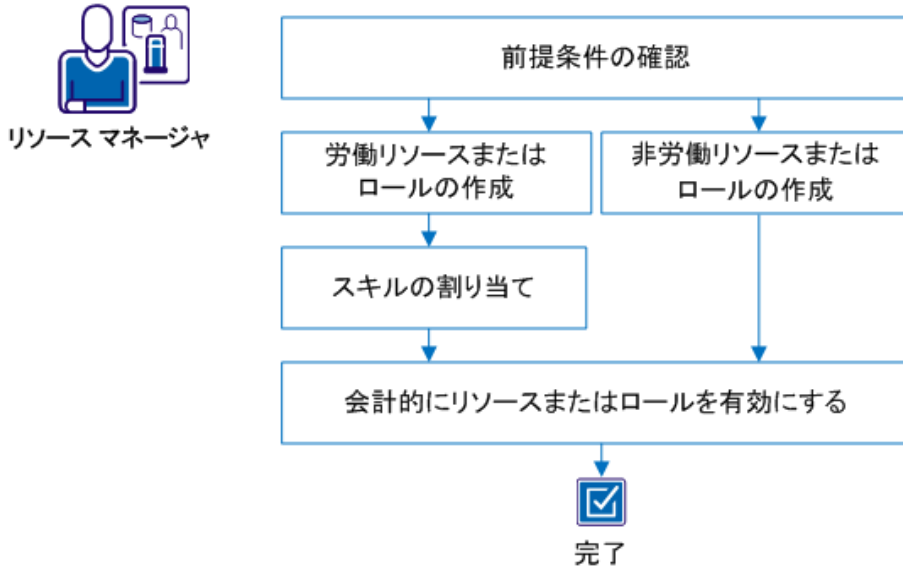 前提条件の確認
リソース マネージャ
労働リソースまたは
ロールの作成
非労働リソースまたは
ロールの作成
スキルの割り当て
会計的にリソースまたはロールを有効にする
完了